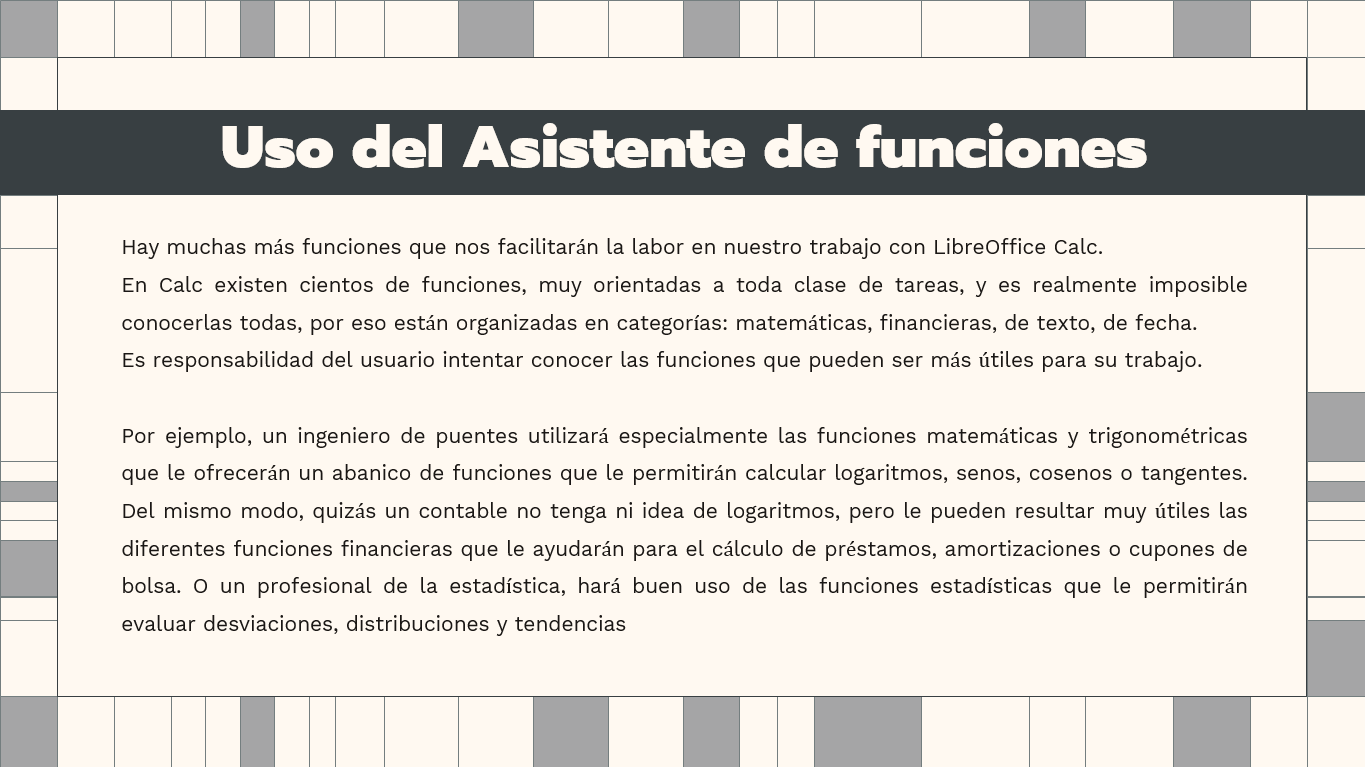 Uso del Asistente de funciones
Hay muchas más funciones que nos facilitarán la labor en nuestro trabajo con LibreOffice Calc.
En Calc existen cientos de funciones, muy orientadas a toda clase de tareas, y es realmente imposible
conocerlas todas, por eso están organizadas en categorías: matemáticas, financieras, de texto, de fecha.
Es responsabilidad del usuario intentar conocer las funciones que pueden ser más útiles para su trabajo.
Por ejemplo, un ingeniero de puentes utilizará especialmente las funciones matemáticas y trigonométricas
que le ofrecerán un abanico de funciones que le permitirán calcular logaritmos, senos, cosenos o tangentes.
Del mismo modo, quizás un contable no tenga ni idea de logaritmos, pero le pueden resultar muy útiles las
diferentes funciones financieras que le ayudarán para el cálculo de préstamos, amortizaciones o cupones de
bolsa. O un profesional de la estadística, hará buen uso de las funciones estadísticas que le permitirán
evaluar desviaciones, distribuciones y tendencias